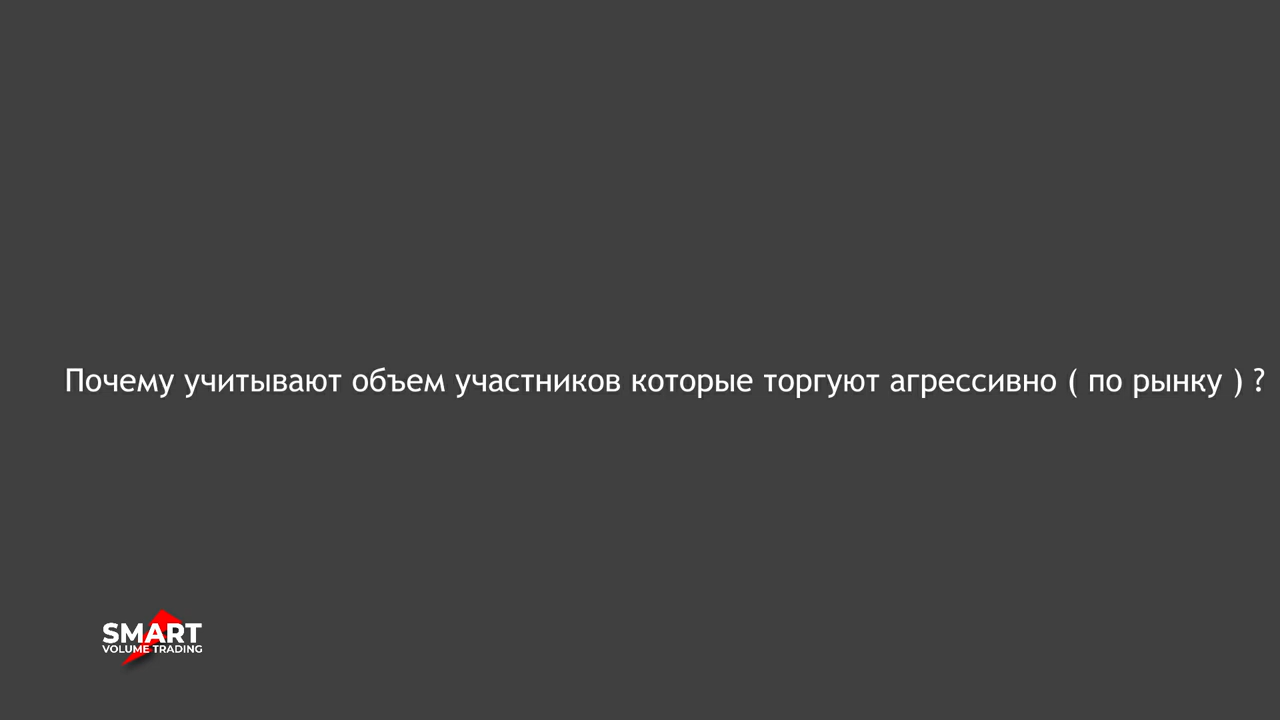 Почему учитывают объем участников которые торгуют агрессивно ( по рынку ) ?
SMART
VOLUME TRADING